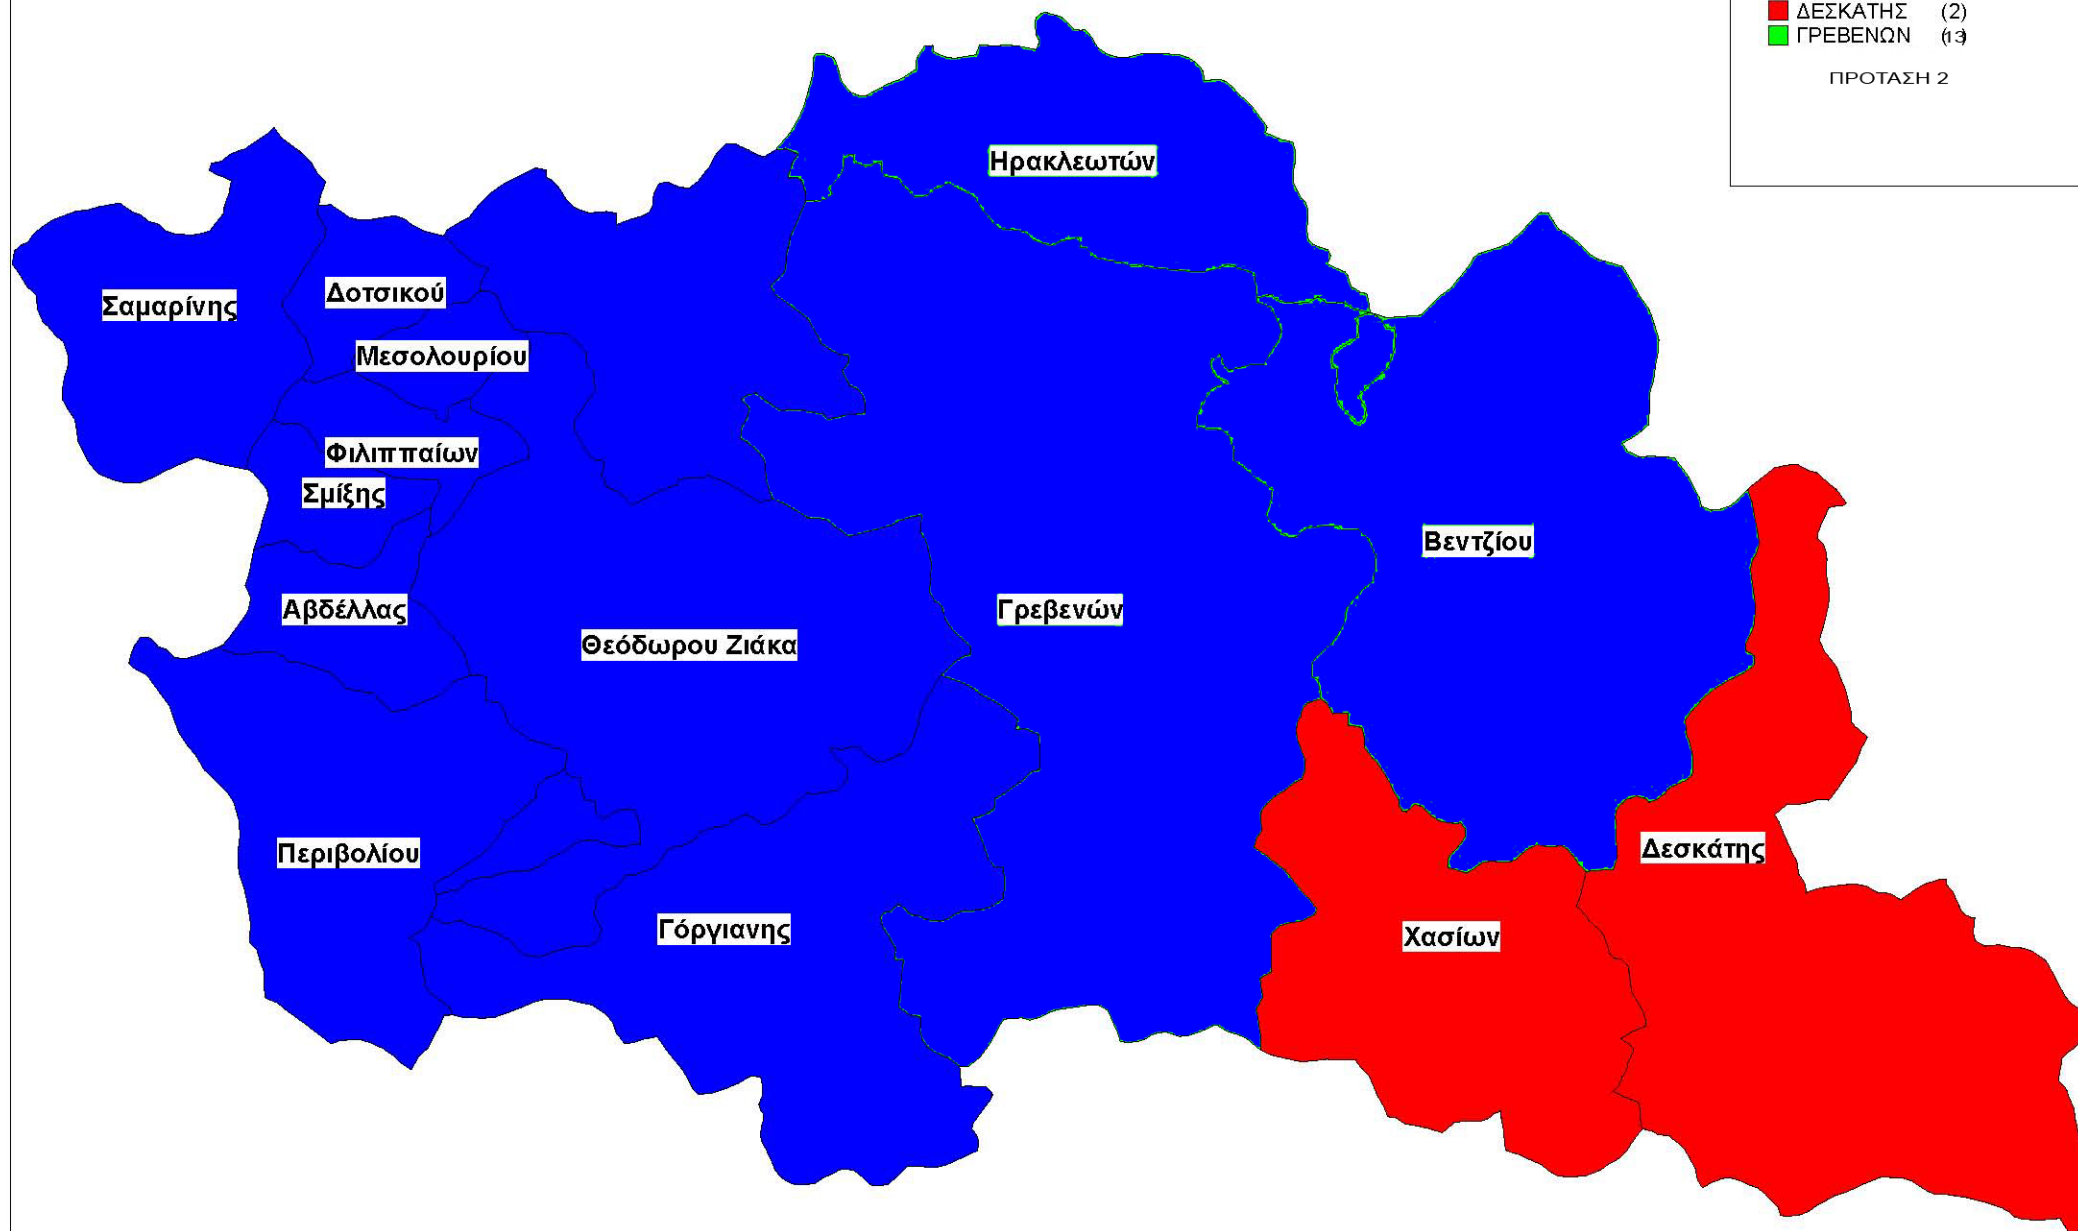 ΔΕΣΚΑΤΗΣ (2)
ΓΡΕΒΕΝΩΝ (13)
ΠΡΟΤΑΣΗ 2
Ηρακλεωτών
Σαμαρίνης
Δοτσικού
Μεσολουρίου
Φιλιππαίων
Σμίξης
Βεντζίου
Αβδέλλας
Γρεβενών
Θεόδωρου Ζιάκα
Περιβολίου
Δεσκάτης
Γόργιανης
Χασίων